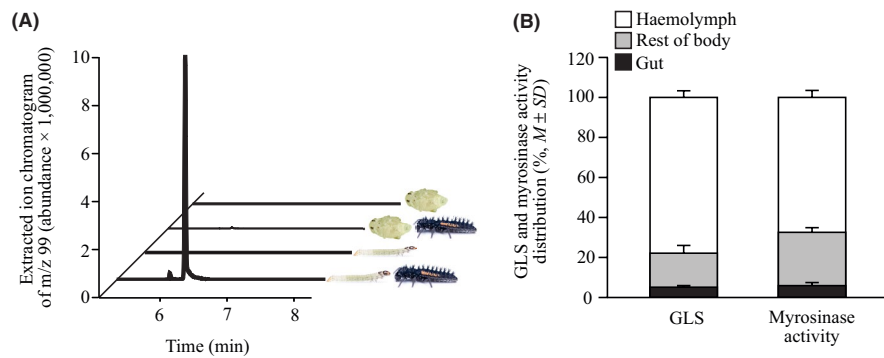 (A)
Extracted ion chromatogram
of m/z 99 (abundance × 1,000,000)
10
8
6
4
2
0
6
7
8
Time (min)
(B)
Haemolymph
Rest of body
Gut
GLS and myrosinase activity
distribution (%, M ± SD)
120
100
80
60
40
20
0
GLS
Myrosinase
activity